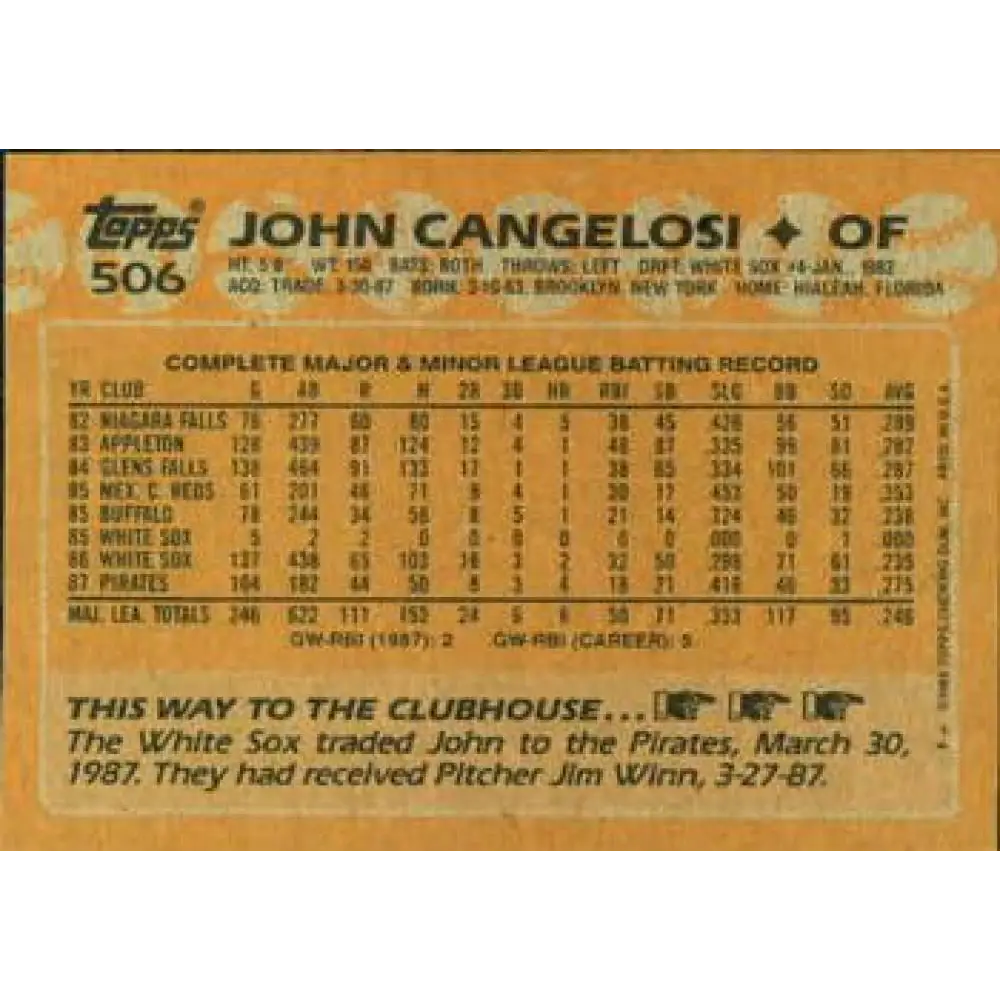 Topps® JOHN CANGELOSI ✦ OF
506
HT: 5'8" WT: 150 BATS: BOTH THROWS: LEFT DRFT: WHITE SOX #4-JAN., 1982
ACQ: TRADE, 3-30-87 BORN: 3-10-63, BROOKLYN, NEW YORK HOME: HIALEAH, FLORIDA
COMPLETE MAJOR & MINOR LEAGUE BATTING RECORD
YR CLUB G AB R H 2B 3B HR RBI SB SLG BB SO AVG
82 NIAGARA FALLS 76 277 60 80 15 4 5 38 45 .426 56 51 .289
83 APPLETON 128 439 87 124 12 4 1 48 87 .335 99 81 .282
84 GLENS FALLS 138 464 91 133 17 1 1 38 65 .334 101 66 .287
85 MEX. C. REDS 61 201 46 71 9 4 1 30 17 .453 50 19 .353
85 BUFFALO 78 244 34 58 8 5 1 21 14 .324 46 32 .238
85 WHITE SOX 5 2 2 0 0 0 0 0 0 .000 0 1 .000
86 WHITE SOX 137 438 65 103 16 3 2 32 50 .299 71 61 .235
87 PIRATES 104 182 44 50 8 3 4 18 21 .418 46 33 .275
MAJ. LEA. TOTALS 246 622 111 153 24 6 6 50 71 .333 117 95 .246
GW-RBI (1987): 2 GW-RBI (CAREER): 5
THIS WAY TO THE CLUBHOUSE...
The White Sox traded John to the Pirates, March 30,
1987. They had received Pitcher Jim Winn, 3-27-87.